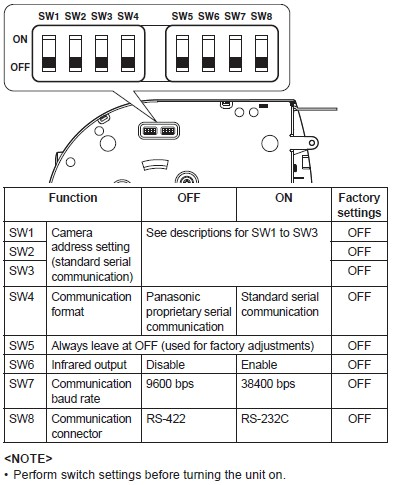 SW1 SW2 SW3 SW4 SW5 SW6 SW7 SW8
ON
OFF
Function OFF ON Factory settings
SW1 Camera address setting (standard serial communication) See descriptions for SW1 to SW3 OFF
SW2 OFF
SW3 OFF
SW4 Communication format Panasonic proprietary serial communication Standard serial communication OFF
SW5 Always leave at OFF (used for factory adjustments) OFF
SW6 Infrared output Disable Enable OFF
SW7 Communication baud rate 9600 bps 38400 bps OFF
SW8 Communication connector RS-422 RS-232C OFF
<NOTE>
• Perform switch settings before turning the unit on.